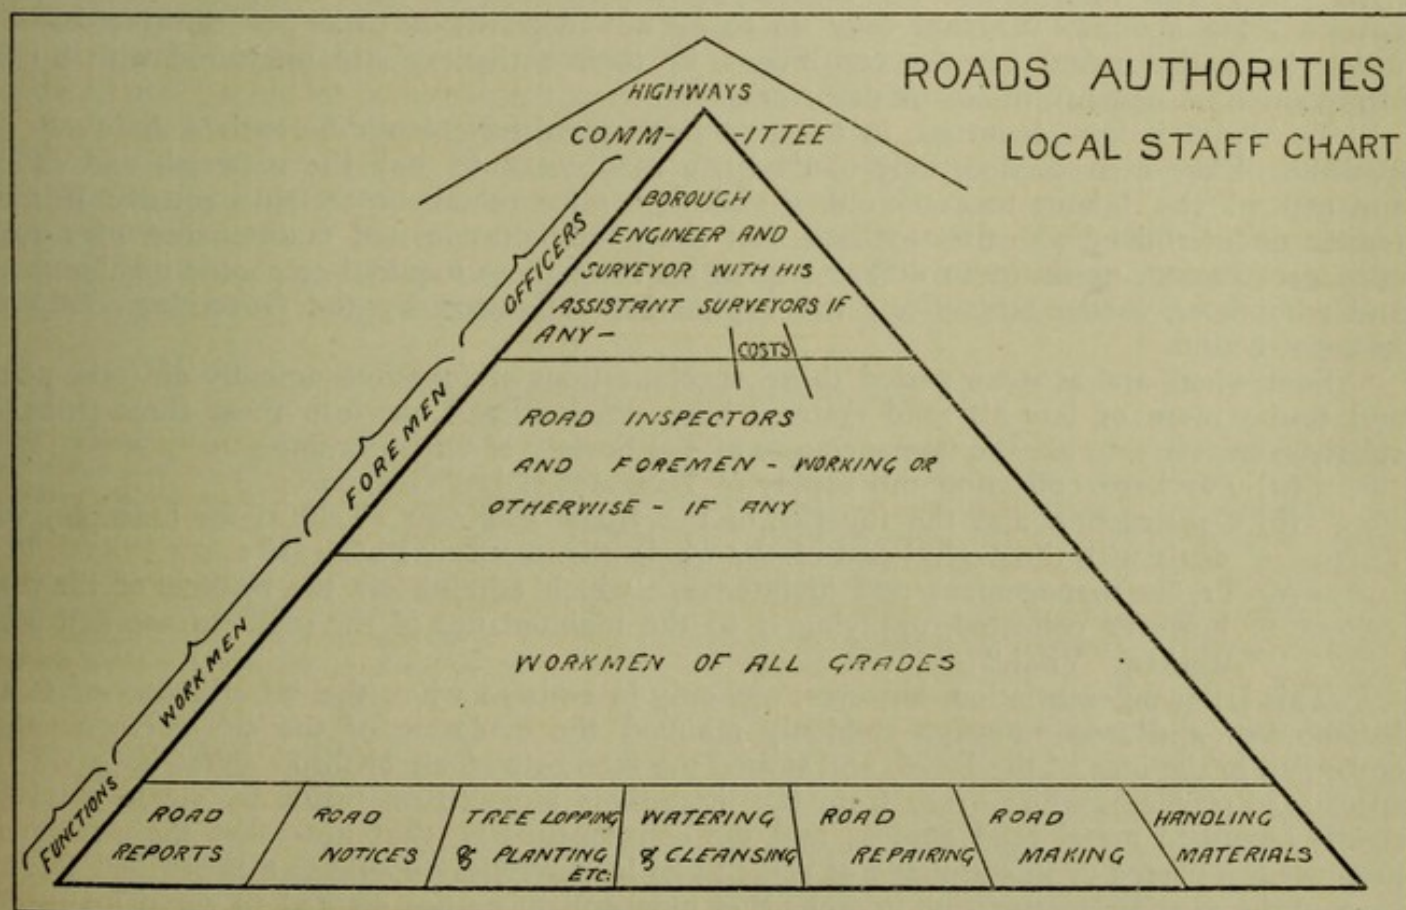 ROADS AUTHORITIES
LOCAL STAFF CHART
HIGHWAYS
COMM- -ITTEE
OFFICERS
BOROUGH
ENGINEER AND
SURVEYOR WITH HIS
ASSISTANT SURVEYORS IF
ANY -
COSTS
FOREMEN
ROAD INSPECTORS
AND FOREMEN - WORKING OR
OTHERWISE - IF ANY
WORKMEN
WORKMEN OF ALL GRADES
FUNCTIONS
ROAD
REPORTS
ROAD
NOTICES
TREE LOPPING
& PLANTING
ETC.
WATERING
& CLEANSING
ROAD
REPAIRING
ROAD
MAKING
HANDLING
MATERIALS